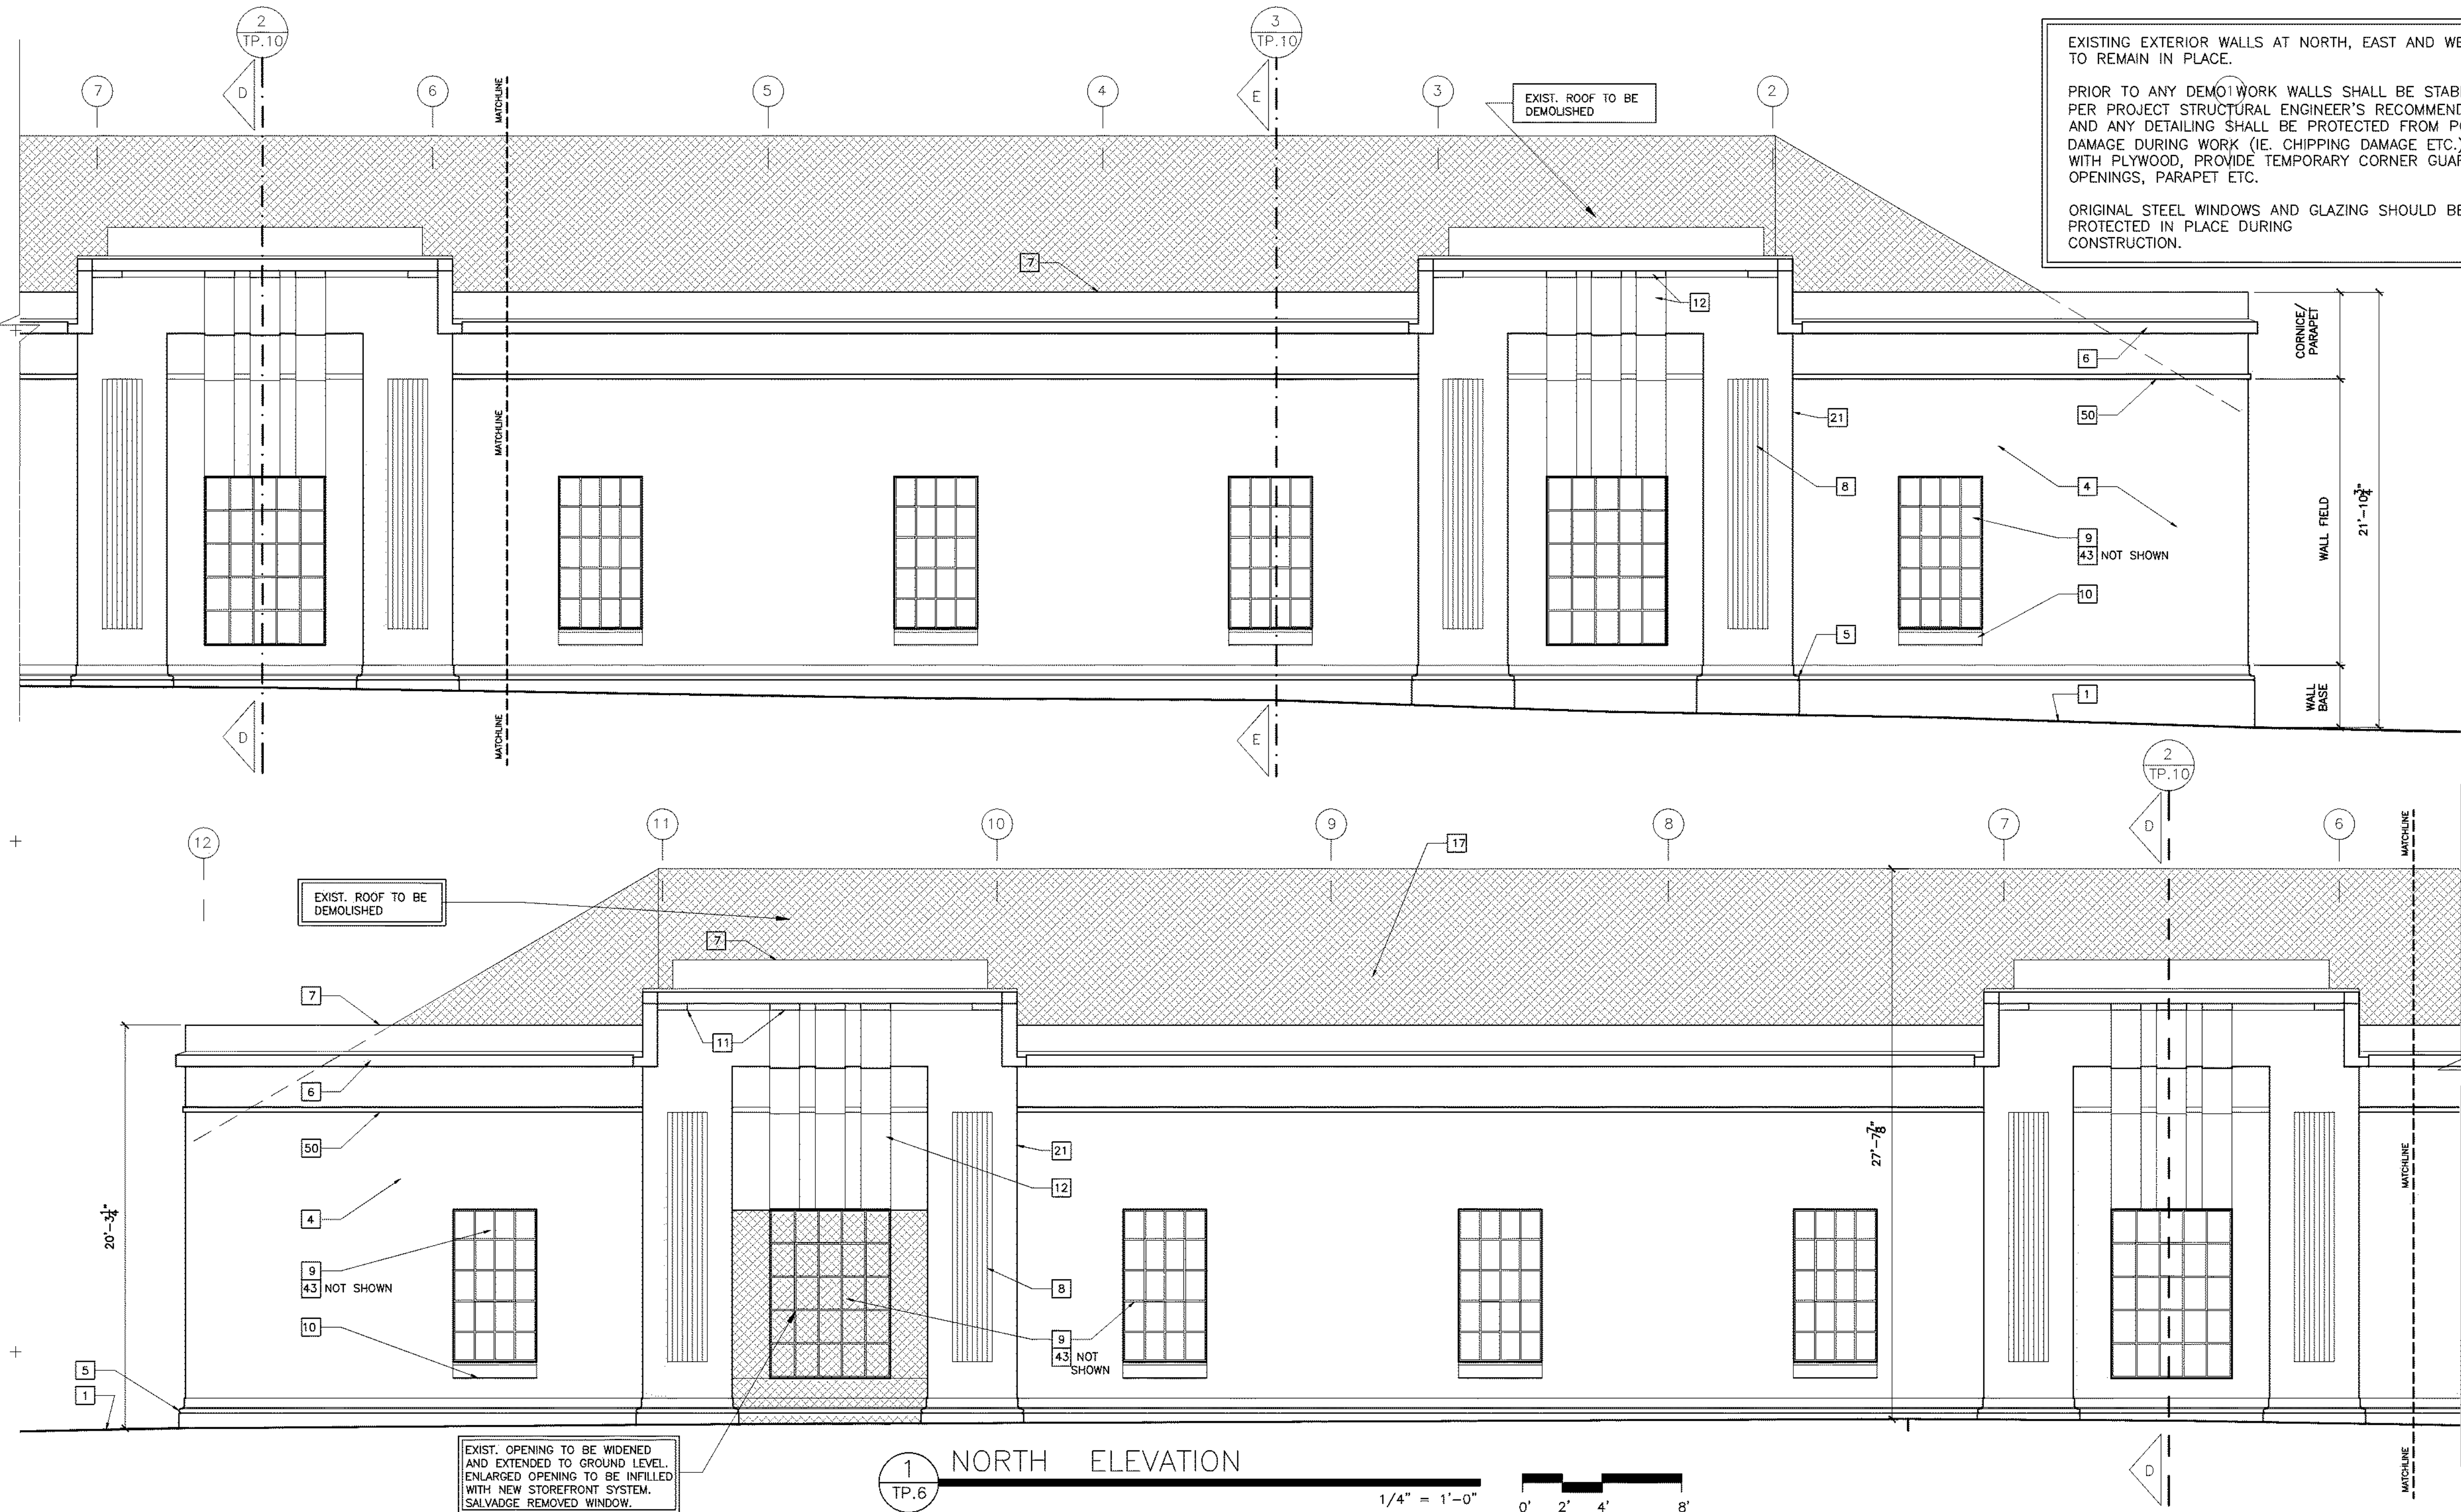 2
TP.10
3
TP.10
D
E
7
6
5
4
3
2
1
MATCHLINE
EXIST. ROOF TO BE
DEMOLISHED
EXISTING EXTERIOR WALLS AT NORTH, EAST AND
TO REMAIN IN PLACE.
PRIOR TO ANY DEMO WORK WALLS SHALL BE
PER PROJECT STRUCTURAL ENGINEER'S
AND ANY DETAILING SHALL BE PROTECTED FROM
DAMAGE DURING WORK (IE. CHIPPING DAMAGE ETC.)
WITH PLYWOOD, PROVIDE TEMPORARY CORNER
OPENINGS, PARAPET ETC.
ORIGINAL STEEL WINDOWS AND GLAZING SHOULD BE
PROTECTED IN PLACE DURING
CONSTRUCTION.
7
12
CORNICE/
PARAPET
6
50
21
MATCHLINE
8
4
9
43 NOT SHOWN
WALL FIELD
21'-10 3/4"
10
5
1
WALL
BASE
D
E
MATCHLINE
2
TP.10
D
12
11
10
9
8
7
6
MATCHLINE
17
EXIST. ROOF TO BE
DEMOLISHED
7
7
11
6
50
21
12
27'-7 7/8"
MATCHLINE
4
20'-3 1/4"
9
43 NOT SHOWN
8
10
9
43 NOT
SHOWN
5
1
EXIST. OPENING TO BE WIDENED
AND EXTENDED TO GROUND LEVEL.
ENLARGED OPENING TO BE INFILLED
WITH NEW STOREFRONT SYSTEM.
SALVADGE REMOVED WINDOW.
1
TP.6
NORTH ELEVATION
1/4" = 1'-0"
0' 2' 4' 8'
D
MATCHLINE